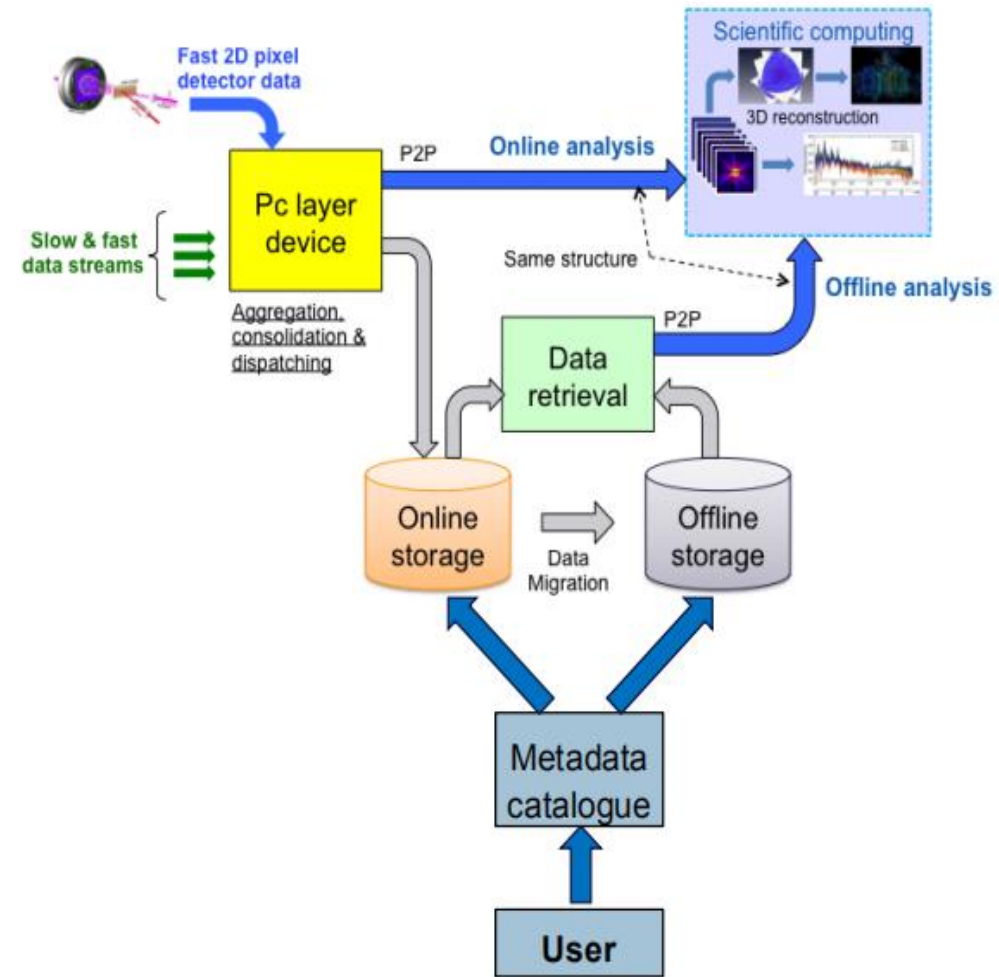 Scientific computing
Fast 2D pixel
detector data
3D reconstruction
P2P
Online analysis
Pc layer
device
Slow & fast
data streams
Same structure
Offline analysis
Aggregation,
consolidation &
dispatching
P2P
Data
retrieval
Online
storage
Data
Migration
Offline
storage
Metadata
catalogue
User